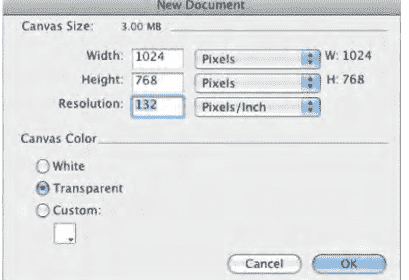 New Document
Canvas Size: 3.00 MB
Width: 1024 Pixels W: 1024
Height: 768 Pixels H: 768
Resolution: 132 Pixels/Inch
Canvas Color
White
Transparent
Custom:
Cancel OK